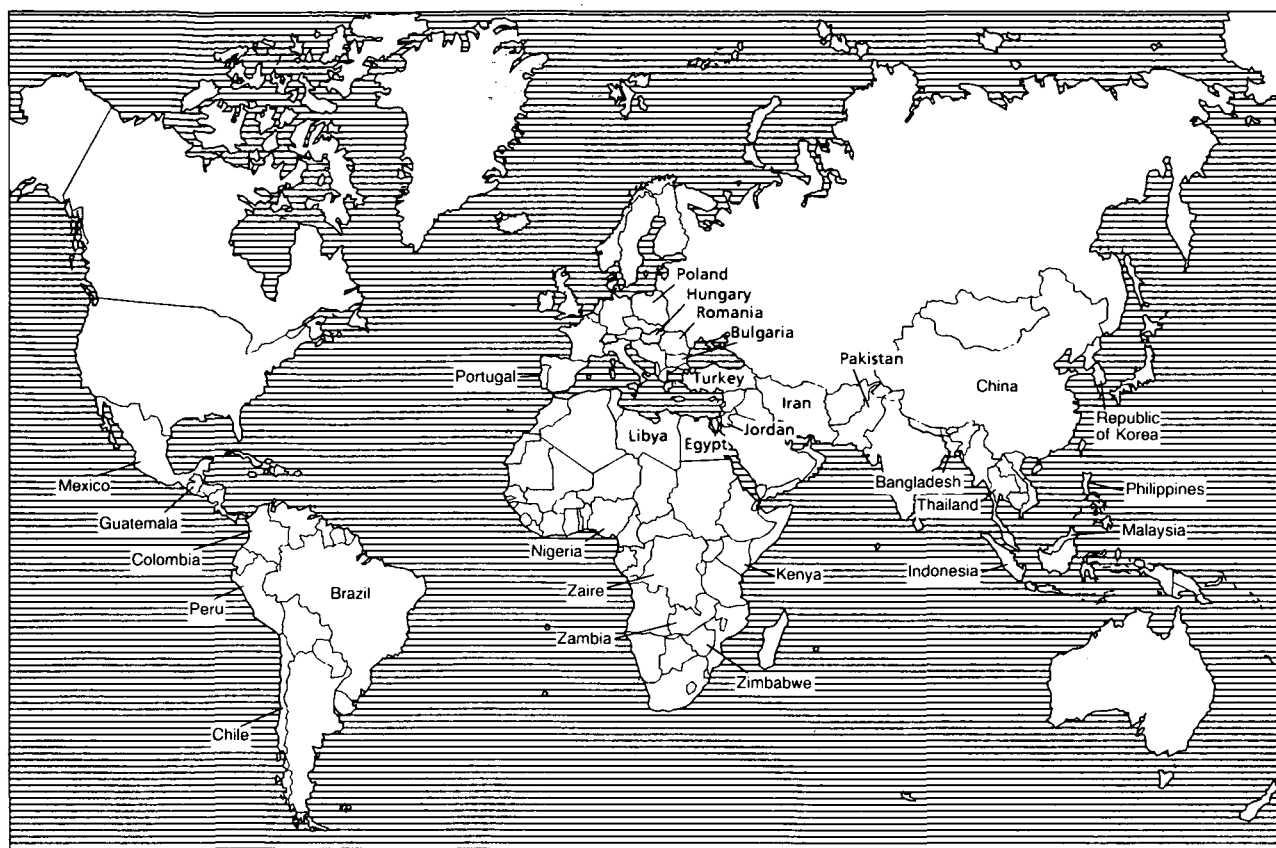 Poland
Hungary
Romania
Bulgaria
Portugal
Turkey
Pakistan
China
Iran
Republic
of Korea
Jordan
Libya
Egypt
Mexico
Bangladesh
Philippines
Guatemala
Thailand
Malaysia
Colombia
Nigeria
Kenya
Indonesia
Zaire
Brazil
Peru
Zambia
Zimbabwe
Chile